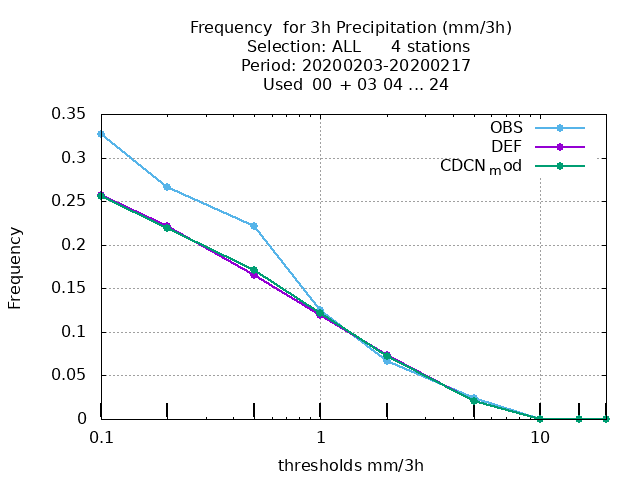 Frequency  for 3h Precipitation (mm/3h)
Selection: ALL      4 stations
Period: 20200203-20200217
Used  00  + 03 04 ... 24
0.35
0.3
0.25
0.2
0.15
0.1
0.05
0
Frequency
OBS
DEF
CDCNmod
0.1
1
10
thresholds mm/3h